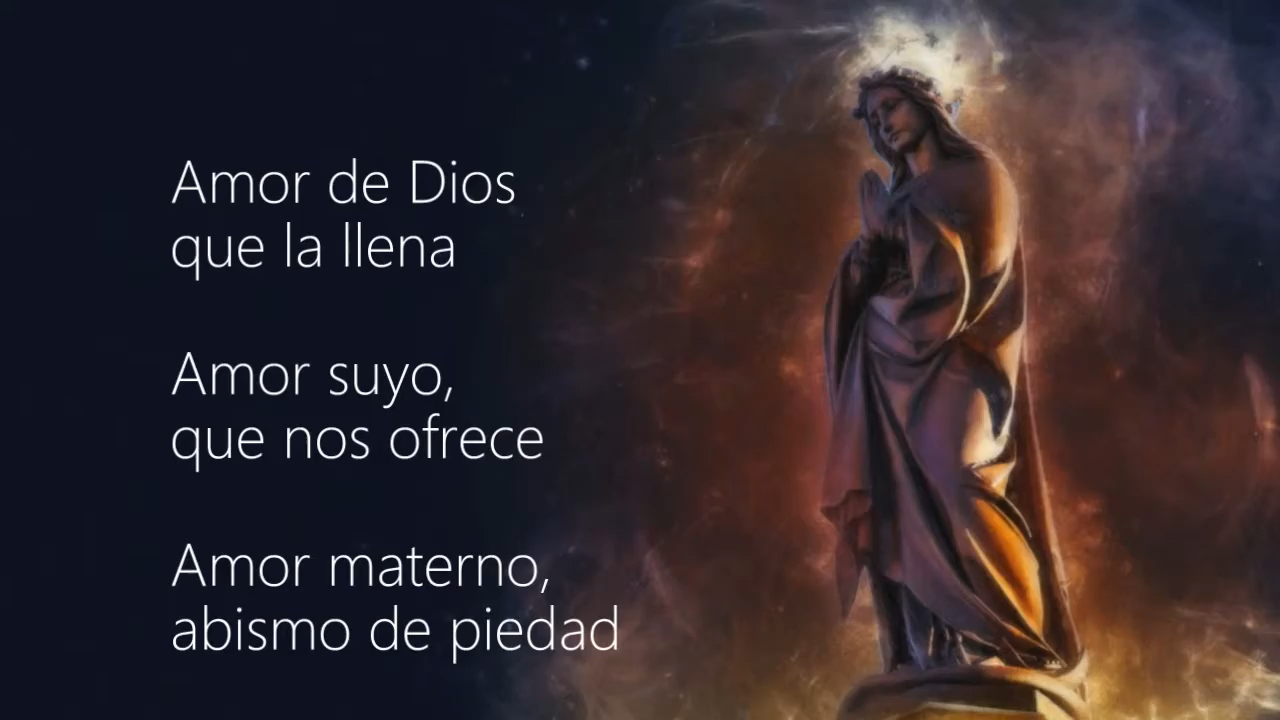 Amor de Dios
que la llena
Amor suyo,
que nos ofrece
Amor materno,
abismo de piedad